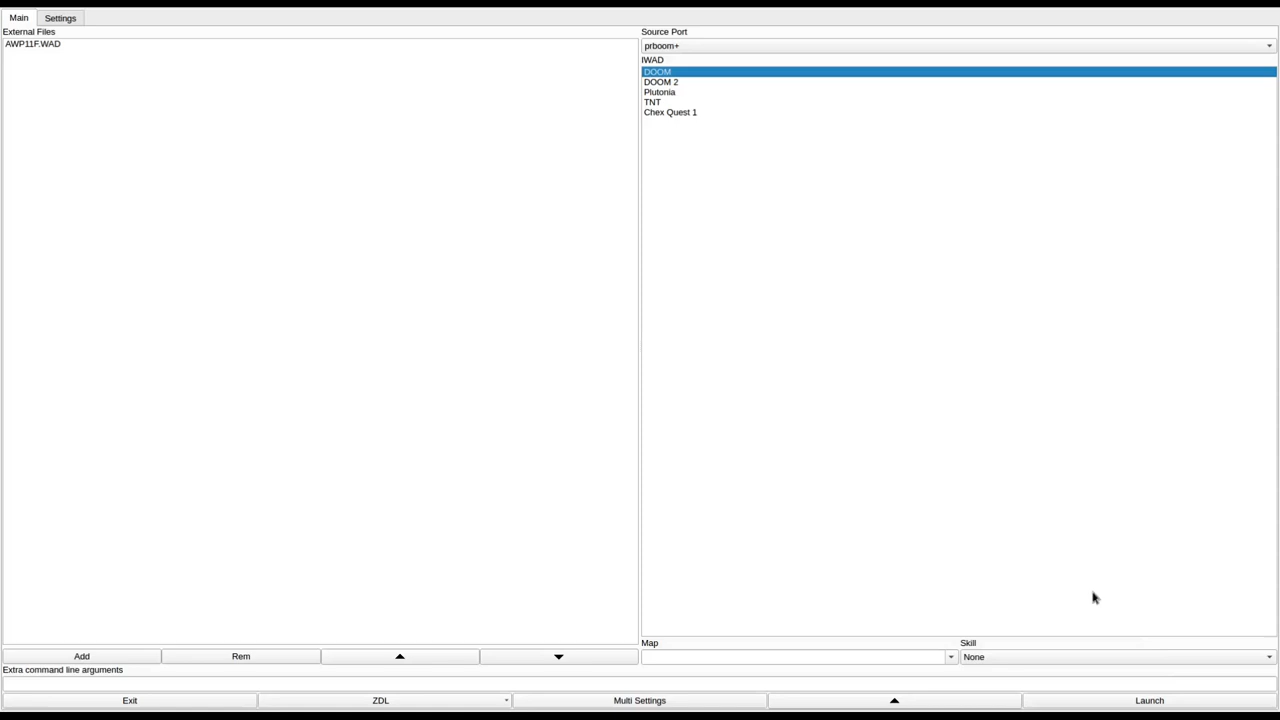 Main
Settings
External Files
AWP11F.WAD
Source Port
prboom+
IWAD
DOOM
DOOM 2
Plutonia
TNT
Chex Quest 1
Map
Skill
None
Add
Rem
Extra command line arguments
Exit
ZDL
Multi Settings
Launch